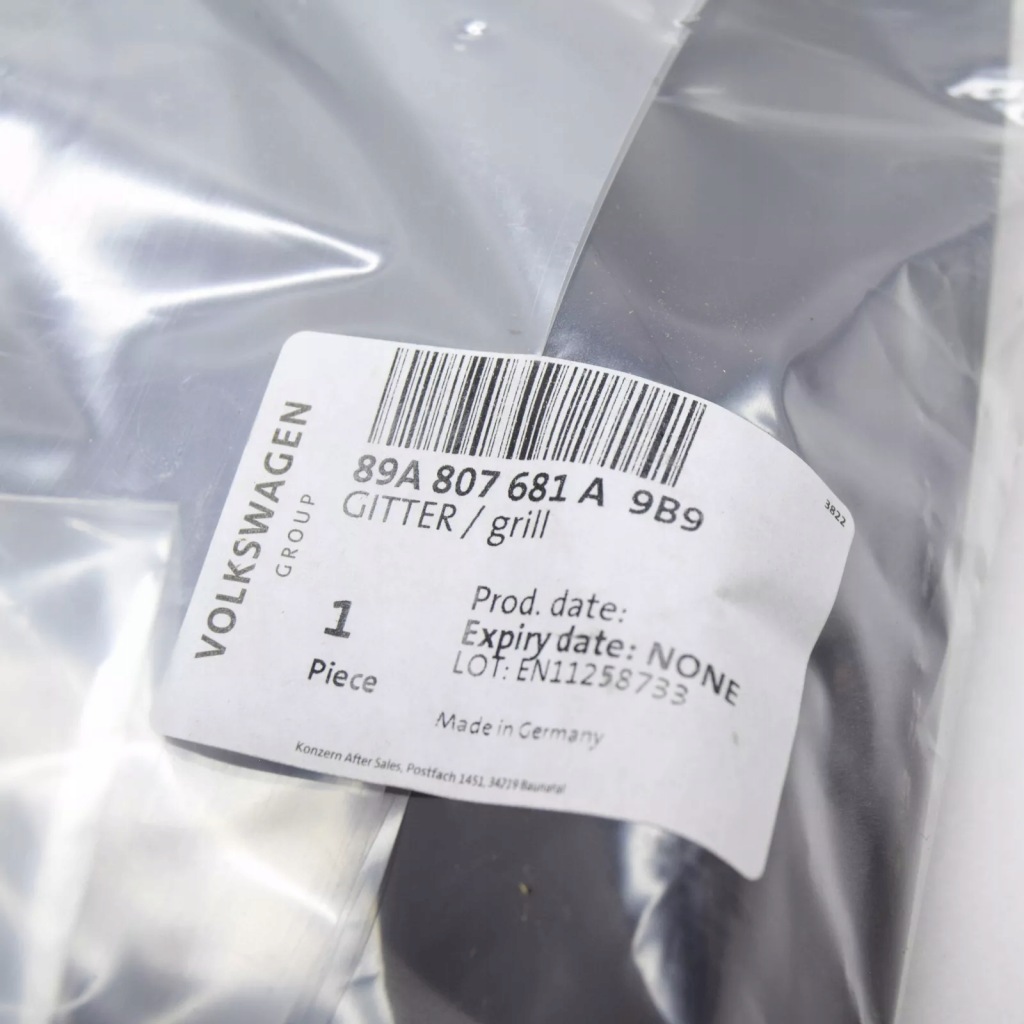 VOLKSWAGEN
GROUP
89A 807 681 A 9B9
GITTER / grill
3822
1
Piece
Prod. date:
Expiry date: NONE
LOT: EN11258733
Made in Germany
Konzern After Sales, Postfach 1451, 34219 Baunatal